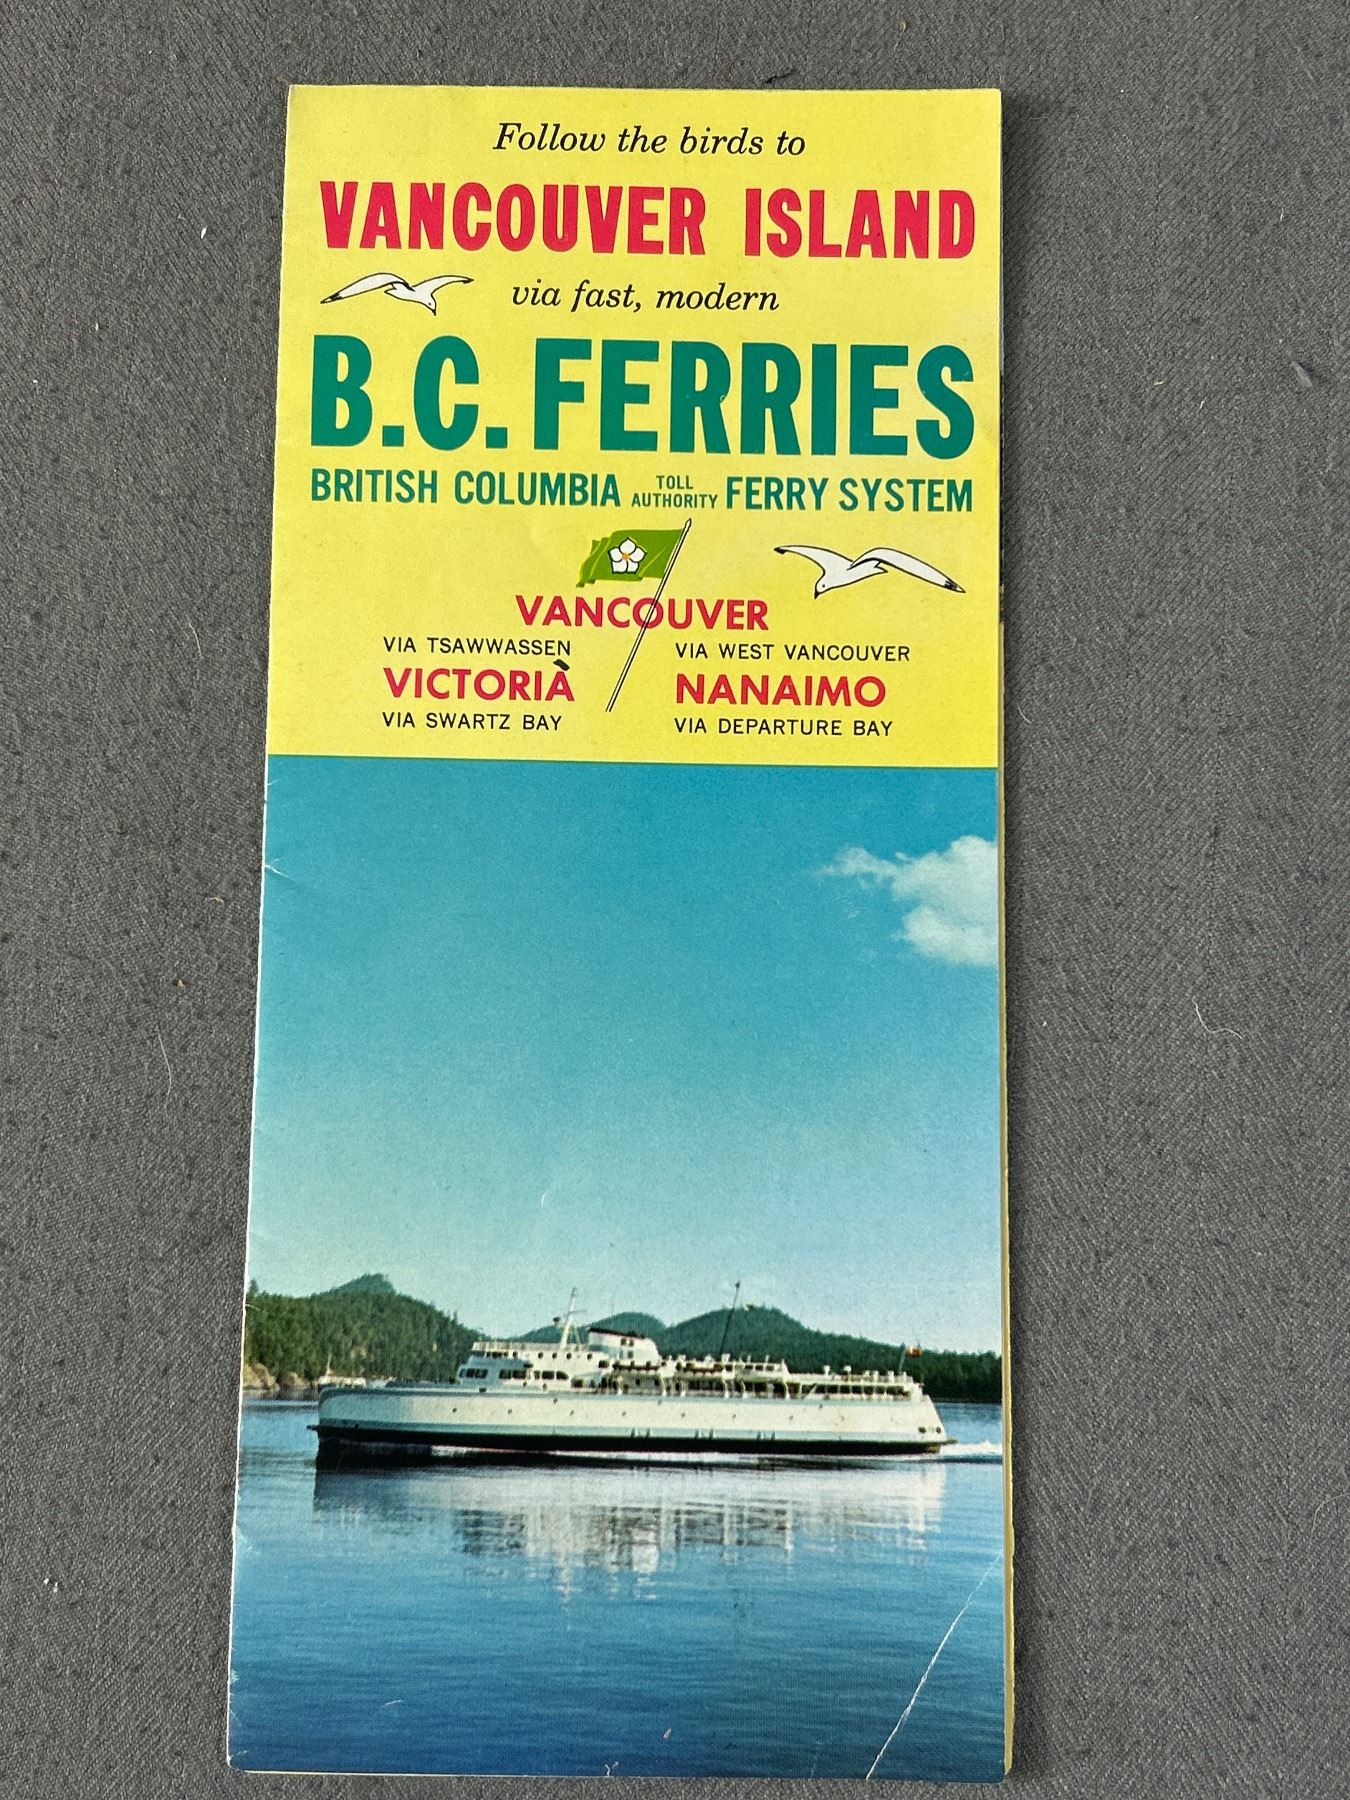 Follow the birds to
VANCOUVER ISLAND
via fast, modern
B.C. FERRIES
BRITISH COLUMBIA TOLL AUTHORITY FERRY SYSTEM
VANCOUVER
VIA TSAWWASSEN
VICTORIA
VIA SWARTZ BAY
VIA WEST VANCOUVER
NANAIMO
VIA DEPARTURE BAY